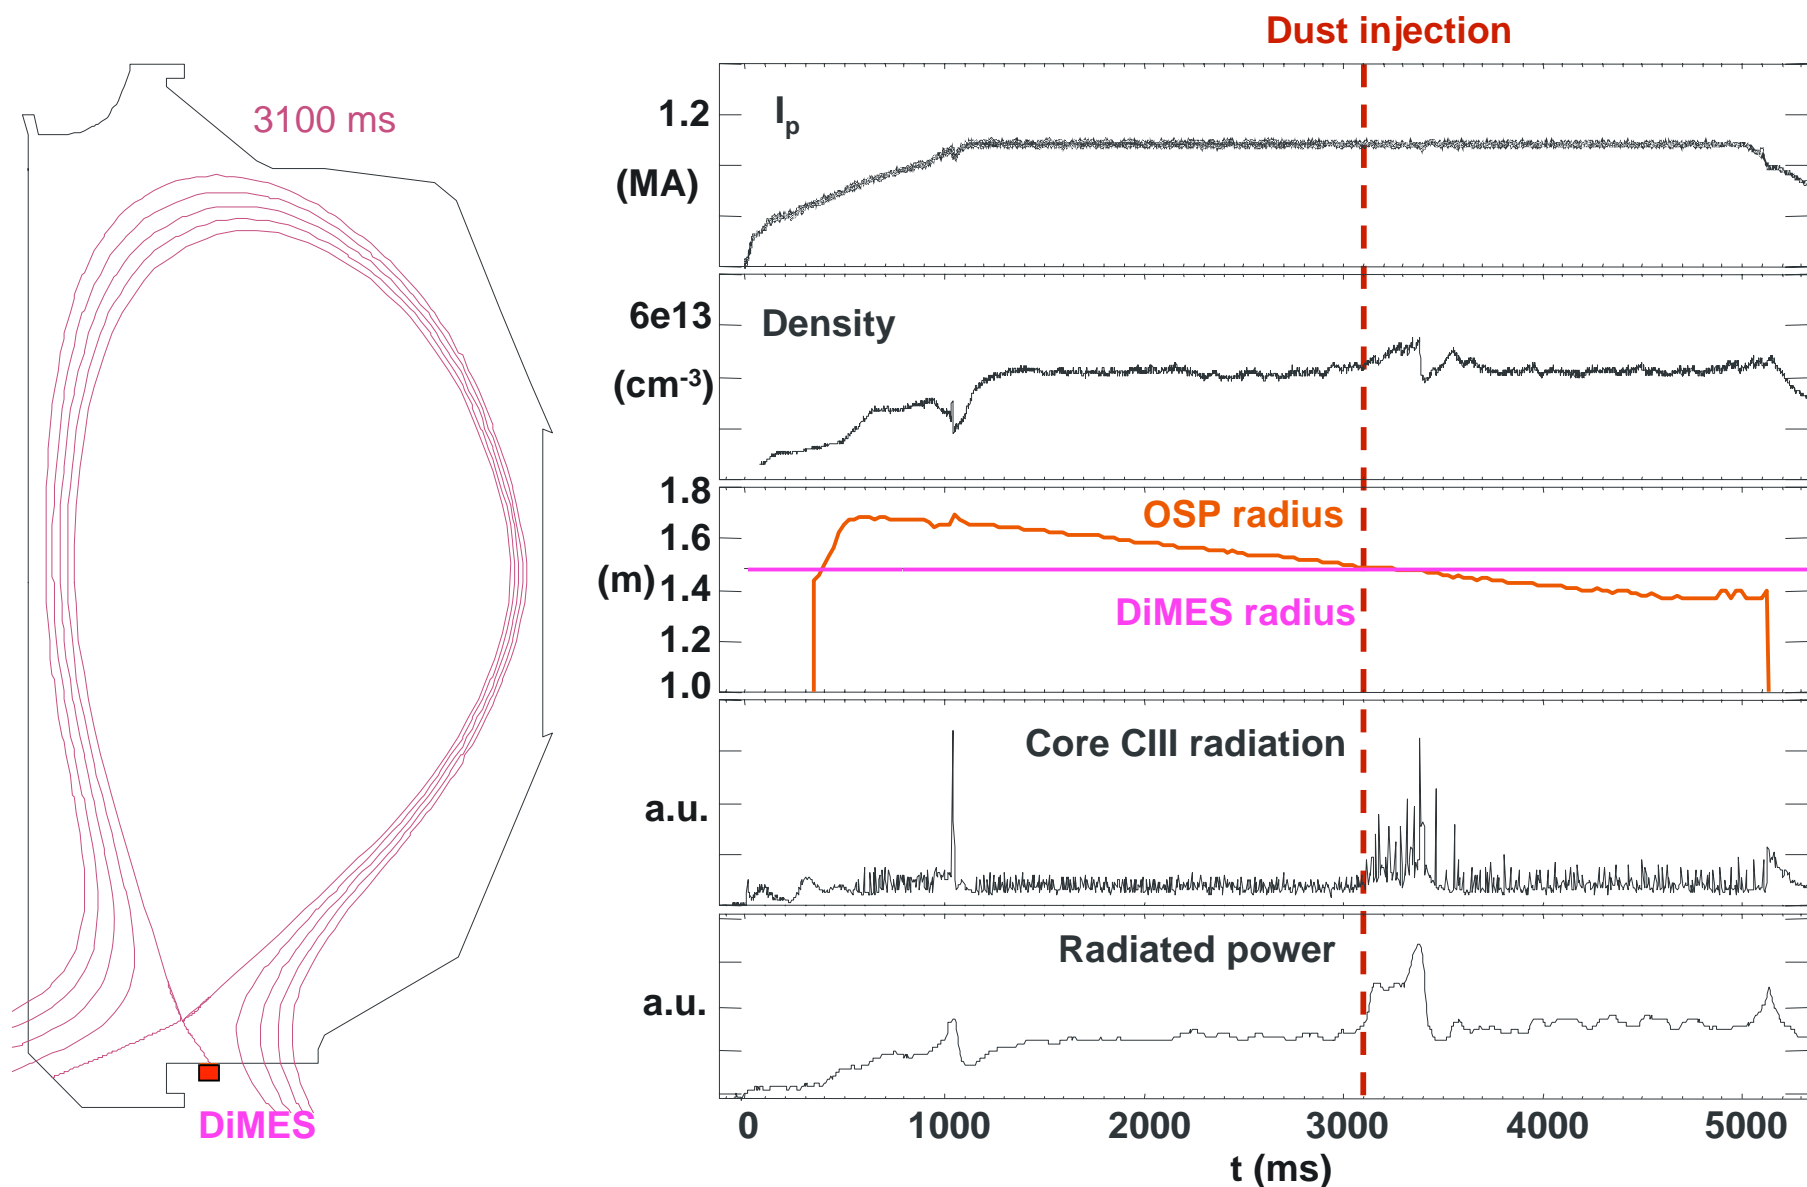 Dust injection
3100 ms
1.2
Ip
(MA)
6e13
Density
(cm-3)
1.8
OSP radius
1.6
(m)
1.4
DiMES radius
1.2
1.0
Core CIII radiation
a.u.
Radiated power
a.u.
DiMES
0 1000 2000 3000 4000 5000
t (ms)